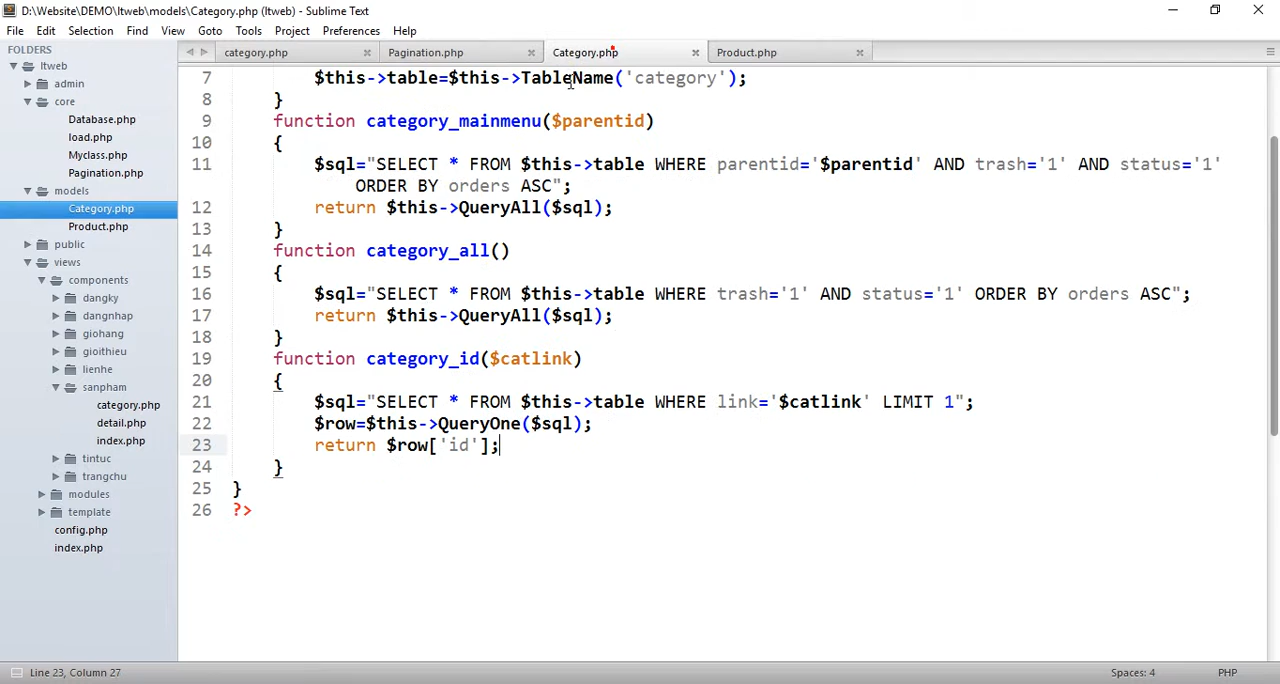 D:\Website\DEMO\ltweb\models\Category.php (ltweb) - Sublime Text
File Edit Selection Find View Goto Tools Project Preferences Help
FOLDERS
ltweb
admin
core
Database.php
load.php
Myclass.php
Pagination.php
models
Category.php
Product.php
public
views
components
dangky
dangnhap
giohang
gioithieu
lienhe
sanpham
category.php
detail.php
index.php
tintuc
trangchu
modules
template
config.php
index.php
category.php Pagination.php Category.php Product.php
7 $this->table=$this->TableName('category');
8 }
9 function category_mainmenu($parentid)
10 {
11 $sql="SELECT * FROM $this->table WHERE parentid='$parentid' AND trash='1' AND status='1'
ORDER BY orders ASC";
12 return $this->QueryAll($sql);
13 }
14 function category_all()
15 {
16 $sql="SELECT * FROM $this->table WHERE trash='1' AND status='1' ORDER BY orders ASC";
17 return $this->QueryAll($sql);
18 }
19 function category_id($catlink)
20 {
21 $sql="SELECT * FROM $this->table WHERE link='$catlink' LIMIT 1";
22 $row=$this->QueryOne($sql);
23 return $row['id'];
24 }
25 }
26 ?>
Line 23, Column 27 Spaces: 4 PHP